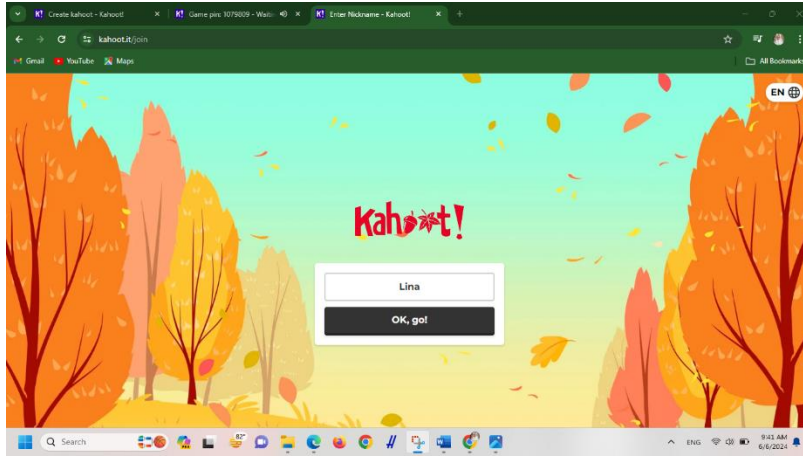 Create kahoot - Kahoot!
Game pin: 1079809 - Waitin
Enter Nickname - Kahoot!
kahoot.it/join
Gmail
YouTube
Maps
All Bookmarks
EN
Kahoot!
Lina
OK, go!
Search
82°
ENG
9:41 AM
6/6/2024